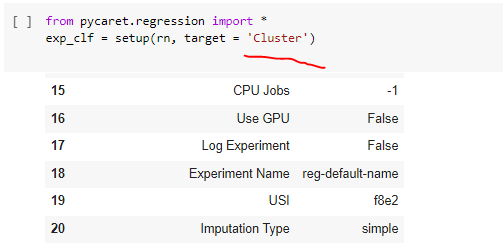 [ ] from pycaret.regression import *
exp_clf = setup(rn, target = 'Cluster')
15 CPU Jobs -1
16 Use GPU False
17 Log Experiment False
18 Experiment Name reg-default-name
19 USI f8e2
20 Imputation Type simple